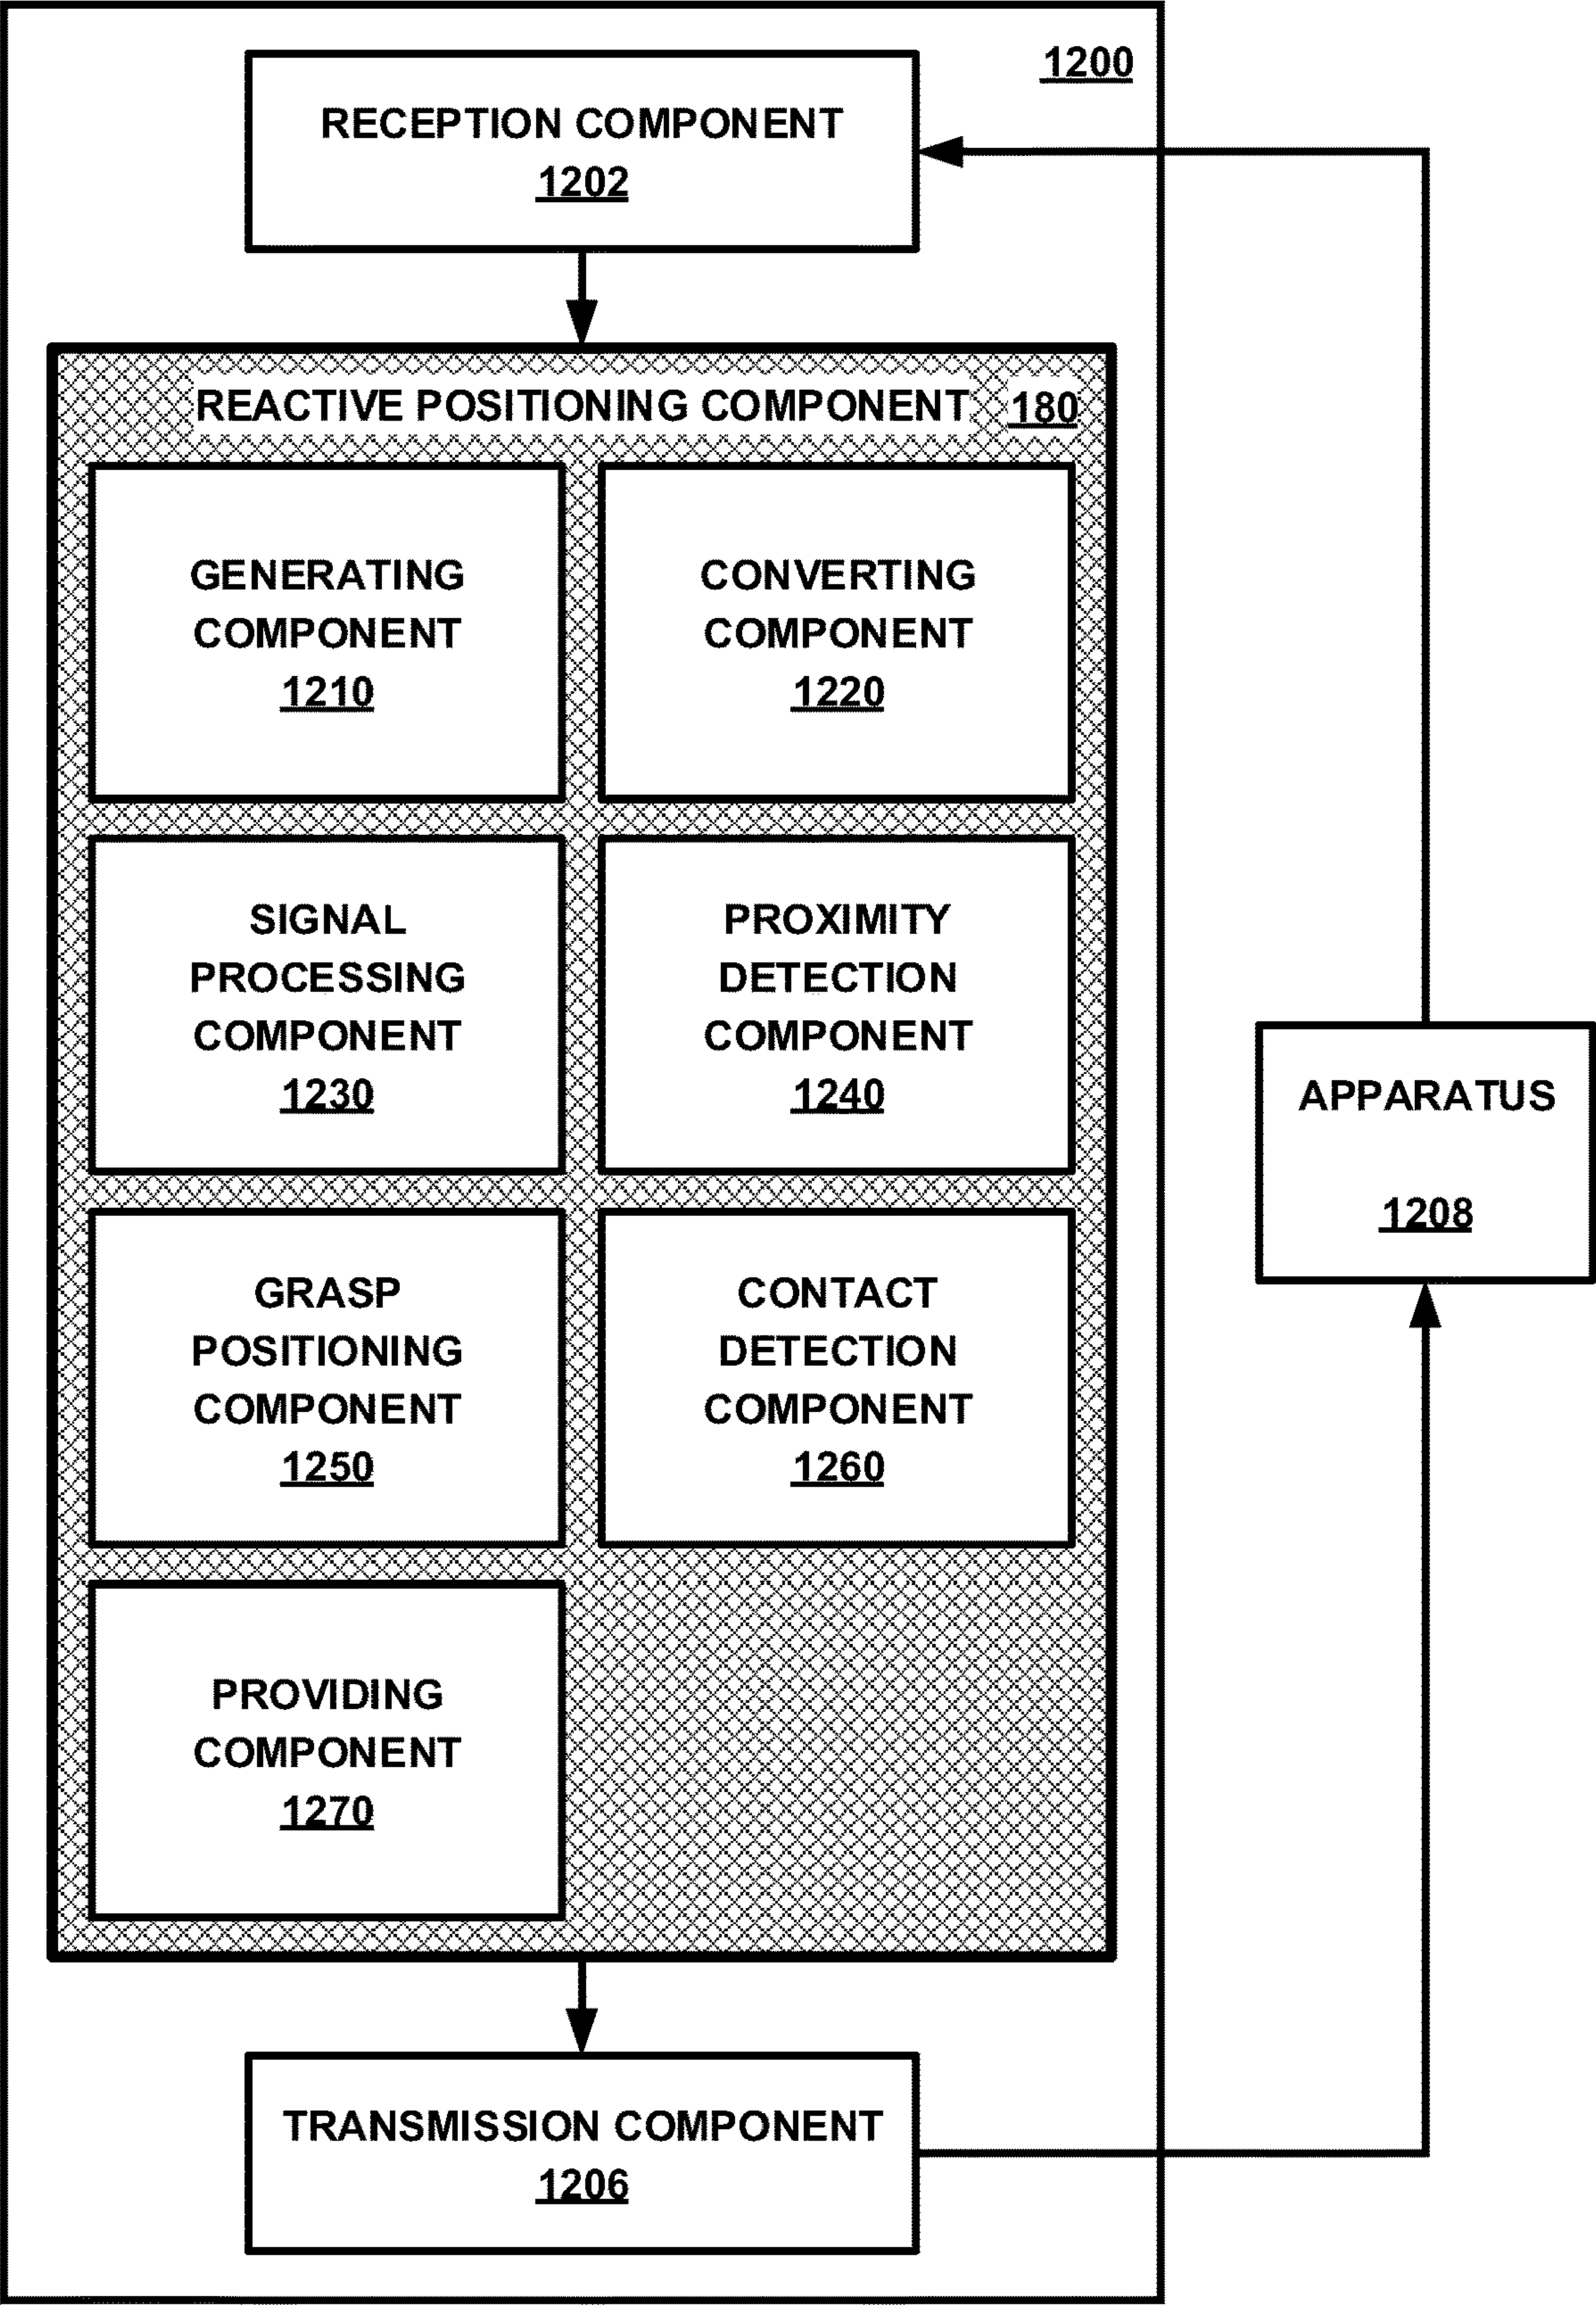 1200
RECEPTION COMPONENT
1202
REACTIVE POSITIONING COMPONENT 180
GENERATING
COMPONENT
1210
CONVERTING
COMPONENT
1220
SIGNAL
PROCESSING
COMPONENT
1230
PROXIMITY
DETECTION
COMPONENT
1240
GRASP
POSITIONING
COMPONENT
1250
CONTACT
DETECTION
COMPONENT
1260
PROVIDING
COMPONENT
1270
TRANSMISSION COMPONENT
1206
APPARATUS
1208